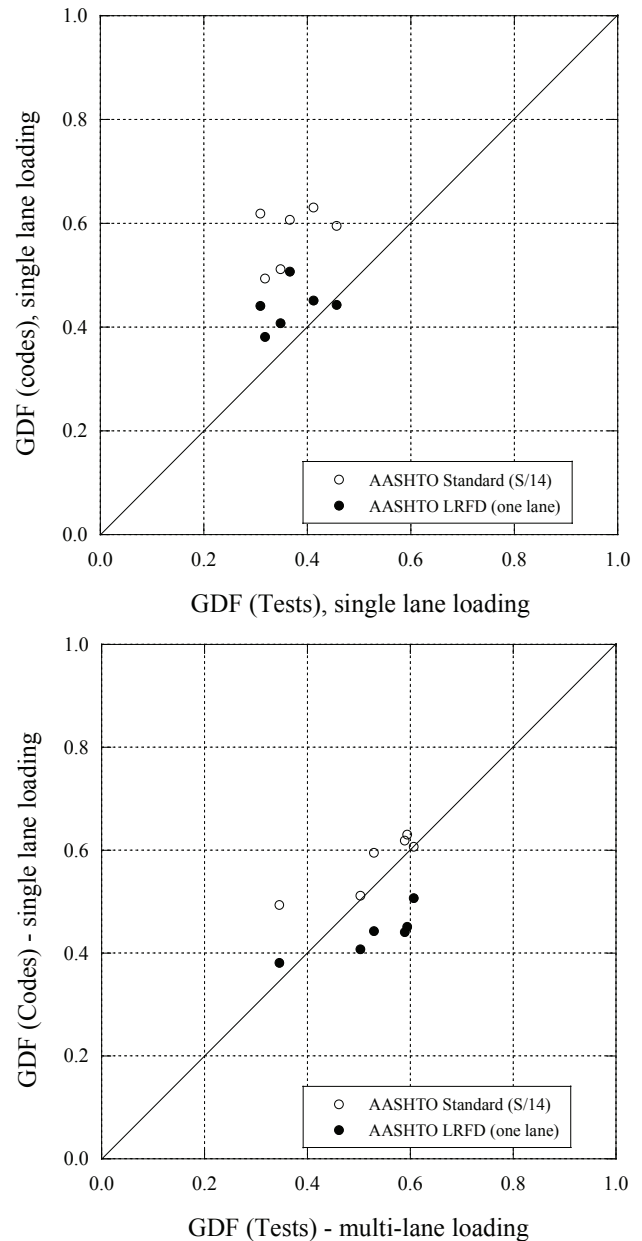 1.0
0.8
0.6
0.4
0.2
0.0
GDF (codes), single lane loading
AASHTO Standard (S/14)
AASHTO LRFD (one lane)
0.0 0.2 0.4 0.6 0.8 1.0
GDF (Tests), single lane loading
1.0
0.8
0.6
0.4
0.2
0.0
GDF (Codes) - single lane loading
AASHTO Standard (S/14)
AASHTO LRFD (one lane)
0.0 0.2 0.4 0.6 0.8 1.0
GDF (Tests) - multi-lane loading